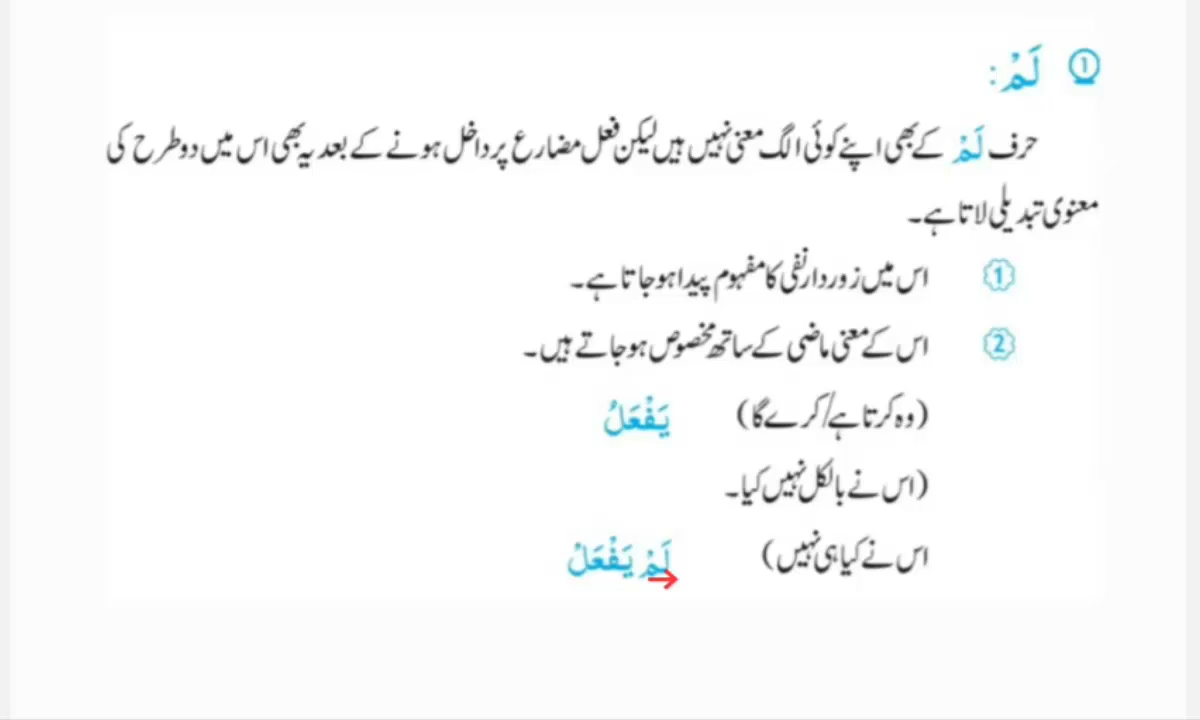 ① لَمْ :
حرف لَمْ کے بھی اپنے کوئی الگ معنی نہیں ہیں لیکن فعل مضارع پر داخل ہونے کے بعد یہ بھی اس میں دو طرح کی
معنوی تبدیلی لاتا ہے۔
1 اس میں زور دار نفی کا مفہوم پیدا ہو جاتا ہے۔
2 اس کے معنی ماضی کے ساتھ مخصوص ہو جاتے ہیں۔
(وہ کرتا ہے/کرے گا) يَفْعَلُ
(اس نے بالکل نہیں کیا۔
اس نے کیا ہی نہیں) لَمْ يَفْعَلْ